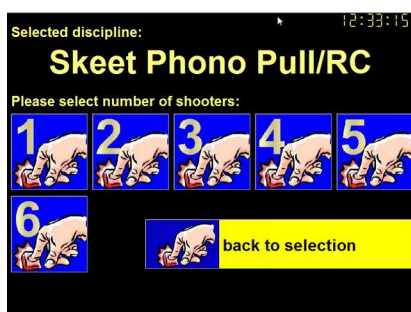 12:33:15
Selected discipline:
Skeet Phono Pull/RC
Please select number of shooters:
1 2 3 4 5
6
back to selection